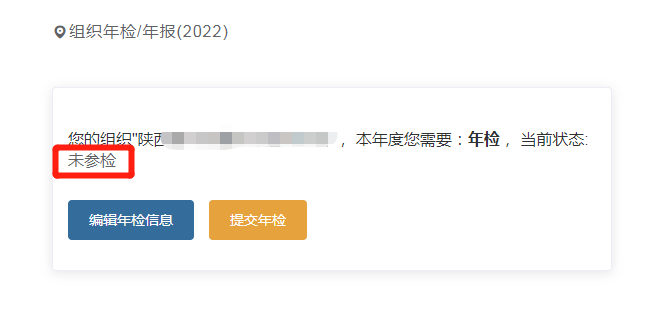 组织年检/年报(2022)
您的组织"陕西，本年度您需要：年检，当前状态:
未参检
编辑年检信息 提交年检